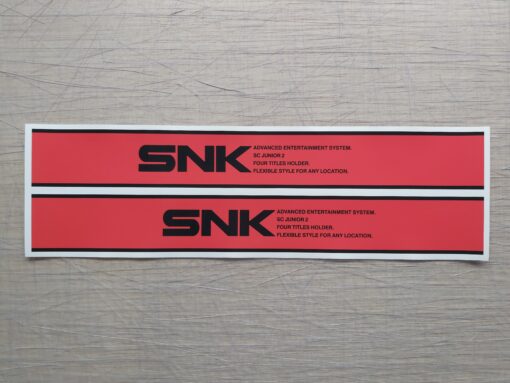 SNK
ADVANCED ENTERTAINMENT SYSTEM.
SC JUNIOR 2
FOUR TITLES HOLDER.
FLEXIBLE STYLE FOR ANY LOCATION.
SNK
ADVANCED ENTERTAINMENT SYSTEM.
SC JUNIOR 2
FOUR TITLES HOLDER.
FLEXIBLE STYLE FOR ANY LOCATION.